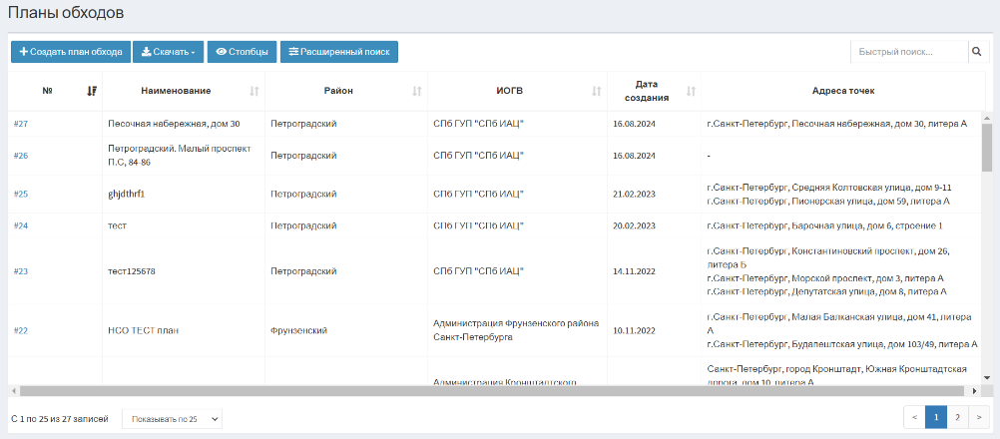 Планы обходов
Создать план обхода Скачать Столбцы Расширенный поиск Быстрый поиск...
№ Наименование Район ИОГВ Дата создания Адреса точек
#27 Песочная набережная, дом 30 Петроградский СПб ГУП "СПб ИАЦ" 16.08.2024 г.Санкт-Петербург, Песочная набережная, дом 30, литера А
#26 Петроградский. Малый проспект
П.С, 84-86 Петроградский СПб ГУП "СПб ИАЦ" 16.08.2024 -
#25 ghjdthrf1 Петроградский СПб ГУП "СПб ИАЦ" 21.02.2023 г.Санкт-Петербург, Средняя Колтовская улица, дом 9-11
г.Санкт-Петербург, Пионерская улица, дом 59, литера А
#24 тест Петроградский СПб ГУП "СПб ИАЦ" 20.02.2023 г.Санкт-Петербург, Барочная улица, дом 6, строение 1
#23 тест125678 Петроградский СПб ГУП "СПб ИАЦ" 14.11.2022 г.Санкт-Петербург, Константиновский проспект, дом 26,
литера Б
г.Санкт-Петербург, Морской проспект, дом 3, литера А
г.Санкт-Петербург, Депутатская улица, дом 8, литера А
#22 НСО ТЕСТ план Фрунзенский Администрация Фрунзенского района
Санкт-Петербурга 10.11.2022 г.Санкт-Петербург, Малая Балканская улица, дом 41, литера
А
г.Санкт-Петербург, Будапештская улица, дом 103/49, литера А
Администрация Кронштадтского Санкт-Петербург, город Кронштадт, Южная Кронштадтская
дорога, дом 10, литера А
С 1 по 25 из 27 записей Показывать по 25 < 1 2 >